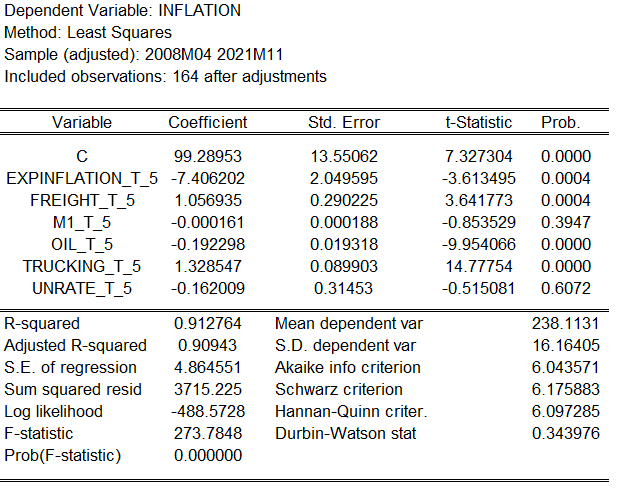 Dependent Variable: INFLATION
Method: Least Squares
Sample (adjusted): 2008M04 2021M11
Included observations: 164 after adjustments
Variable Coefficient Std. Error t-Statistic Prob.
C 99.28953 13.55062 7.327304 0.0000
EXPINFLATION_T_5 -7.406202 2.049595 -3.613495 0.0004
FREIGHT_T_5 1.056935 0.290225 3.641773 0.0004
M1_T_5 -0.000161 0.000188 -0.853529 0.3947
OIL_T_5 -0.192298 0.019318 -9.954066 0.0000
TRUCKING_T_5 1.328547 0.089903 14.77754 0.0000
UNRATE_T_5 -0.162009 0.31453 -0.515081 0.6072
R-squared 0.912764 Mean dependent var 238.1131
Adjusted R-squared 0.90943 S.D. dependent var 16.16405
S.E. of regression 4.864551 Akaike info criterion 6.043571
Sum squared resid 3715.225 Schwarz criterion 6.175883
Log likelihood -488.5728 Hannan-Quinn criter. 6.097285
F-statistic 273.7848 Durbin-Watson stat 0.343976
Prob(F-statistic) 0.000000